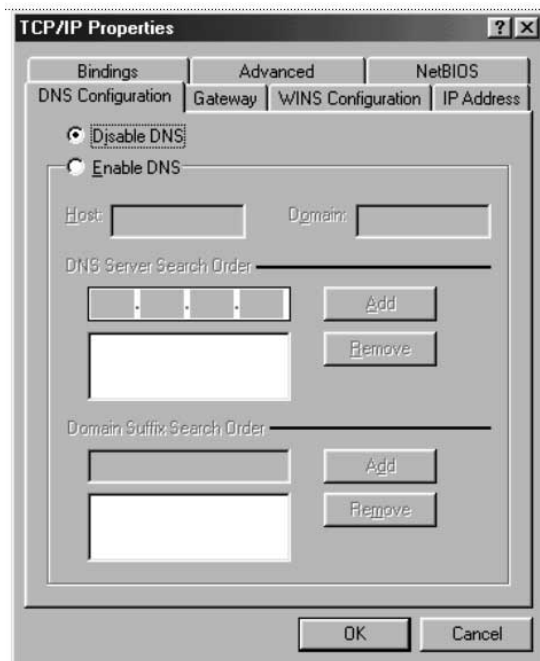 TCP/IP Properties
Bindings Advanced NetBIOS
DNS Configuration Gateway WINS Configuration IP Address
Disable DNS
Enable DNS
Host: Domain:
DNS Server Search Order
. . . Add
Remove
Domain Suffix Search Order
Add
Remove
OK Cancel